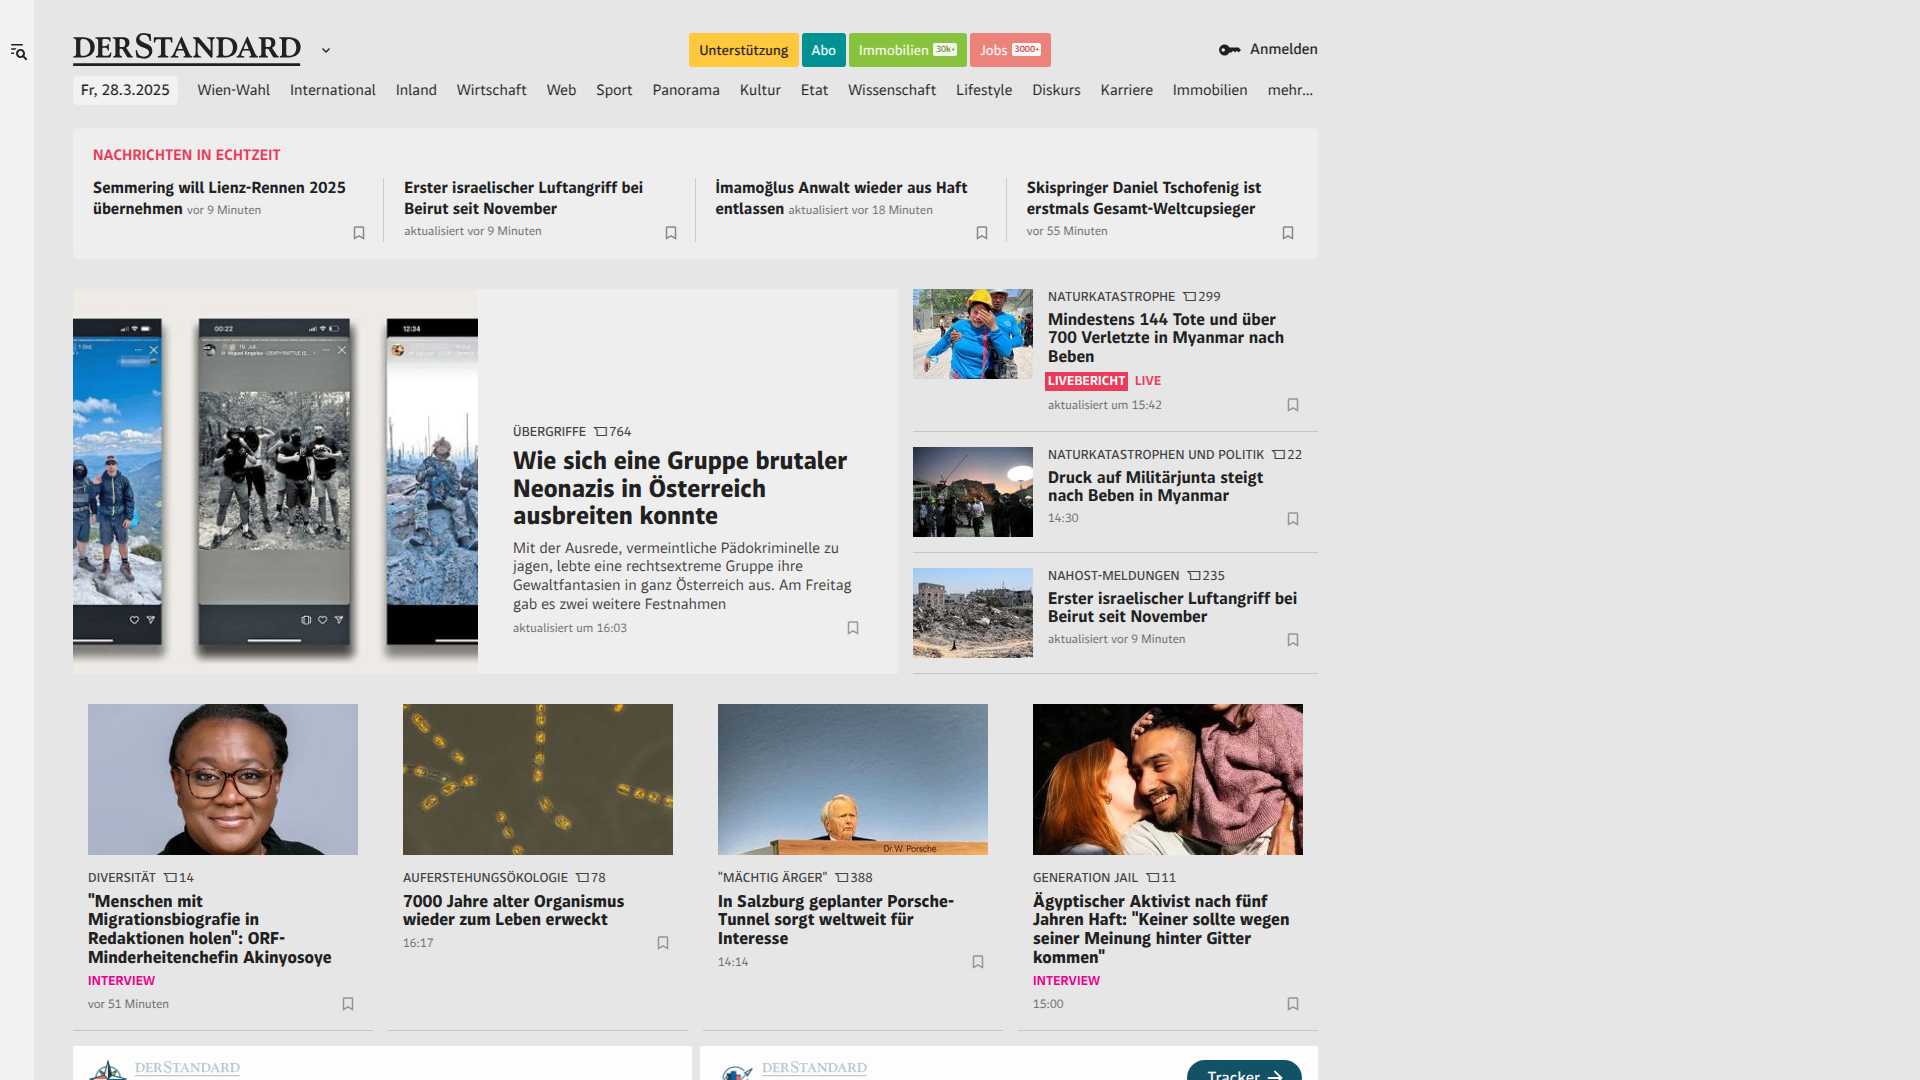 DERSTANDARD
Unterstützung
Abo
Immobilien 30k+
Jobs 3000+
Anmelden
Fr, 28.3.2025
Wien-Wahl
International
Inland
Wirtschaft
Web
Sport
Panorama
Kultur
Etat
Wissenschaft
Lifestyle
Diskurs
Karriere
Immobilien
mehr...
NACHRICHTEN IN ECHTZEIT
Semmering will Lienz-Rennen 2025
übernehmen vor 9 Minuten
Erster israelischer Luftangriff bei
Beirut seit November
aktualisiert vor 9 Minuten
İmamoğlus Anwalt wieder aus Haft
entlassen aktualisiert vor 18 Minuten
Skispringer Daniel Tschofenig ist
erstmals Gesamt-Weltcupsieger
vor 55 Minuten
00:22
12:34
ÜBERGRIFFE 764
Wie sich eine Gruppe brutaler
Neonazis in Österreich
ausbreiten konnte
Mit der Ausrede, vermeintliche Pädokriminelle zu
jagen, lebte eine rechtsextreme Gruppe ihre
Gewaltfantasien in ganz Österreich aus. Am Freitag
gab es zwei weitere Festnahmen
aktualisiert um 16:03
NATURKATASTROPHE 299
Mindestens 144 Tote und über
700 Verletzte in Myanmar nach
Beben
LIVEBERICHT LIVE
aktualisiert um 15:42
NATURKATASTROPHEN UND POLITIK 22
Druck auf Militärjunta steigt
nach Beben in Myanmar
14:30
NAHOST-MELDUNGEN 235
Erster israelischer Luftangriff bei
Beirut seit November
aktualisiert vor 9 Minuten
DIVERSITÄT 14
"Menschen mit
Migrationsbiografie in
Redaktionen holen": ORF-
Minderheitenchefin Akinyosoye
INTERVIEW
vor 51 Minuten
AUFERSTEHUNGSÖKOLOGIE 78
7000 Jahre alter Organismus
wieder zum Leben erweckt
16:17
Dr. W. Porsche
"MÄCHTIG ÄRGER" 388
In Salzburg geplanter Porsche-
Tunnel sorgt weltweit für
Interesse
14:14
GENERATION JAIL 11
Ägyptischer Aktivist nach fünf
Jahren Haft: "Keiner sollte wegen
seiner Meinung hinter Gitter
kommen"
INTERVIEW
15:00
DERSTANDARD
DERSTANDARD
Tracker